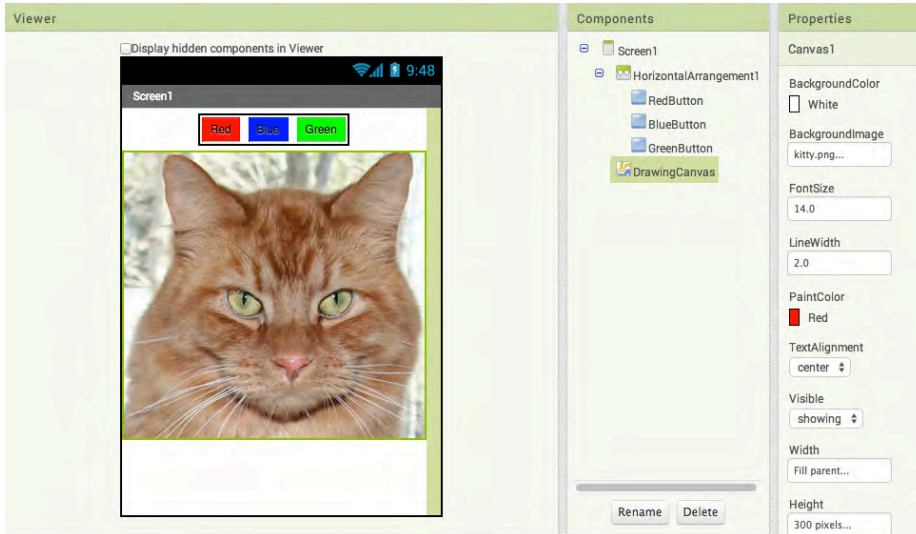 Viewer
Display hidden components in Viewer
9:48
Screen1
Red Blue Green
Components
Screen1
HorizontalArrangement1
RedButton
BlueButton
GreenButton
DrawingCanvas
Rename Delete
Properties
Canvas1
BackgroundColor
White
BackgroundImage
kitty.png...
FontSize
14.0
LineWidth
2.0
PaintColor
Red
TextAlignment
center
Visible
showing
Width
Fill parent...
Height
300 pixels...